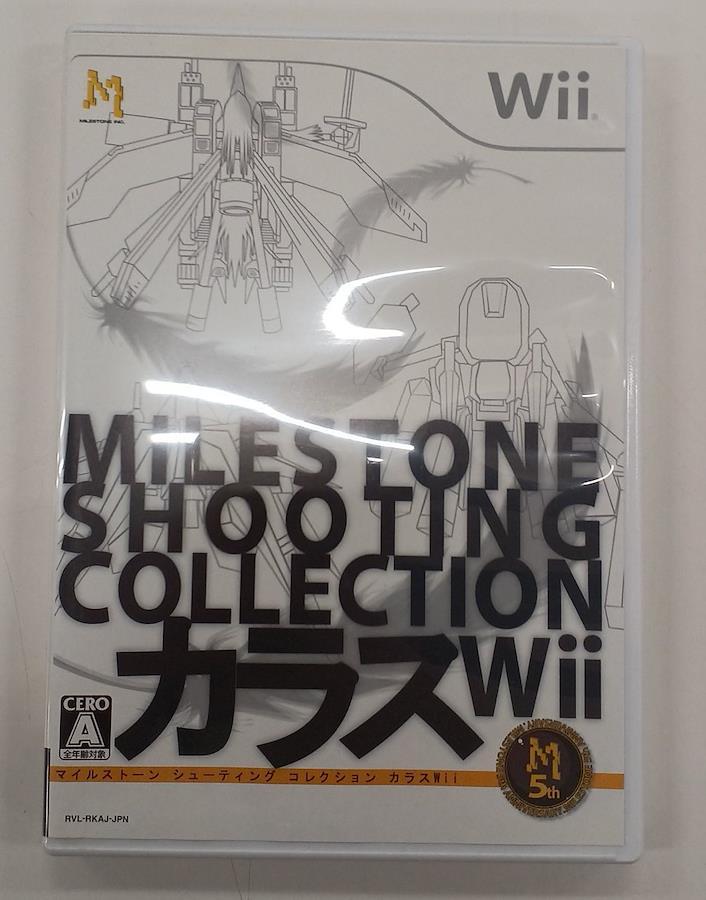 M
MILESTONE INC.
Wii
MILESTONE
SHOOTING
COLLECTION
カラスWii
CERO
A
全年齢対象
マイルストーン シューティング コレクション カラスWii
M
5th
RVL-RKAJ-JPN